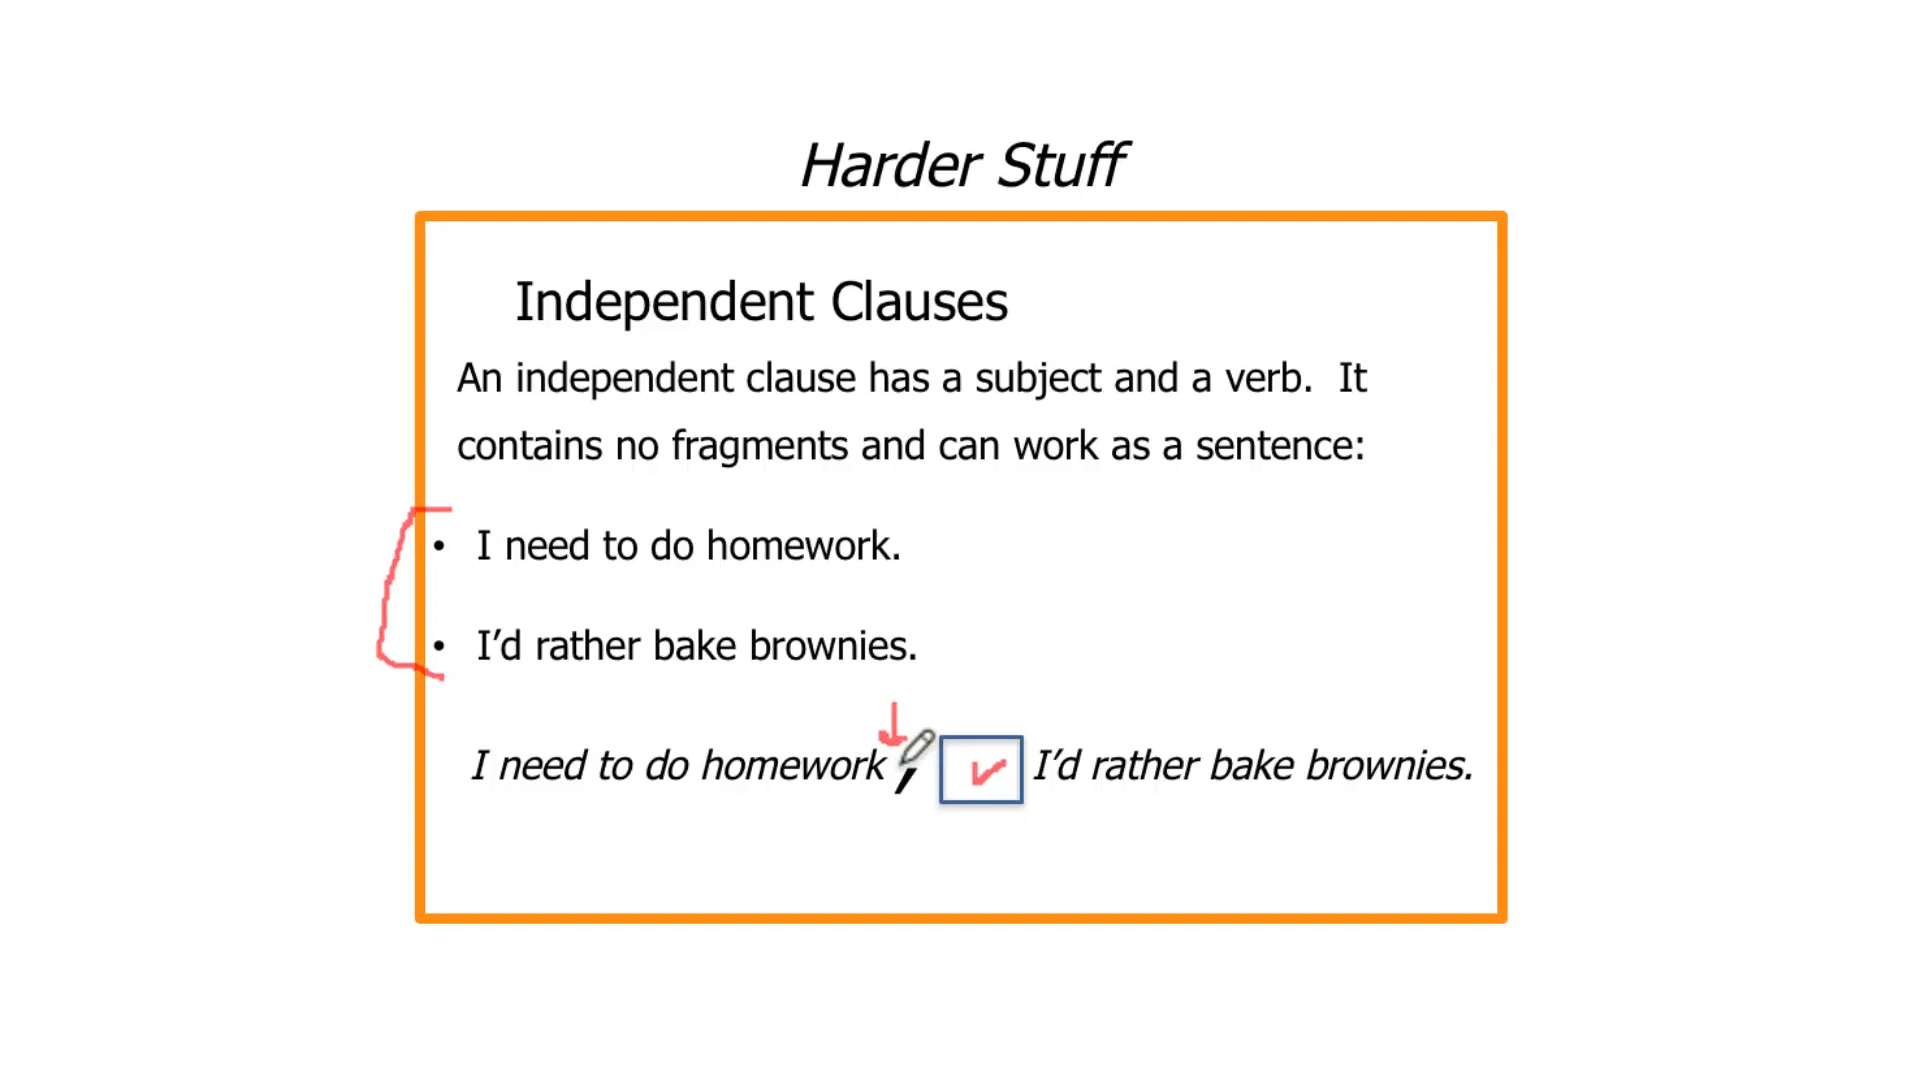 Harder Stuff
Independent Clauses
An independent clause has a subject and a verb.  It
contains no fragments and can work as a sentence:
• I need to do homework.
• I’d rather bake brownies.
I need to do homework, I’d rather bake brownies.